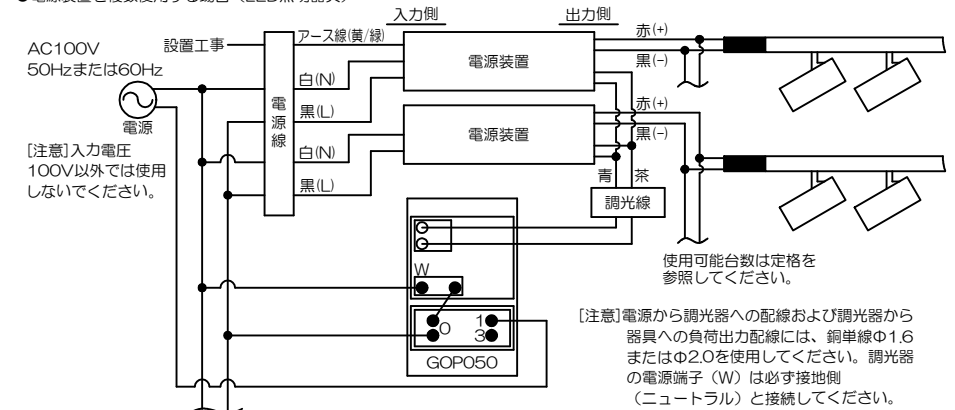 ●電源装置を複数使用する場合（LED照明器具）
入力側
出力側
AC100V
50Hzまたは60Hz
設置工事
アース線(黄/緑)
赤(+)
電源装置
黒(-)
白(N)
電源線
黒(L)
赤(+)
電源
電源装置
黒(-)
[注意]入力電圧
100V以外では使用
しないでください。
白(N)
黒(L)
青
茶
調光線
W
使用可能台数は定格を
参照してください。
0
1
3
GOP050
[注意]電源から調光器への配線および調光器から
器具への負荷出力配線には、銅単線Φ1.6
またはΦ2.0を使用してください。調光器
の電源端子（W）は必ず接地側
（ニュートラル）と接続してください。